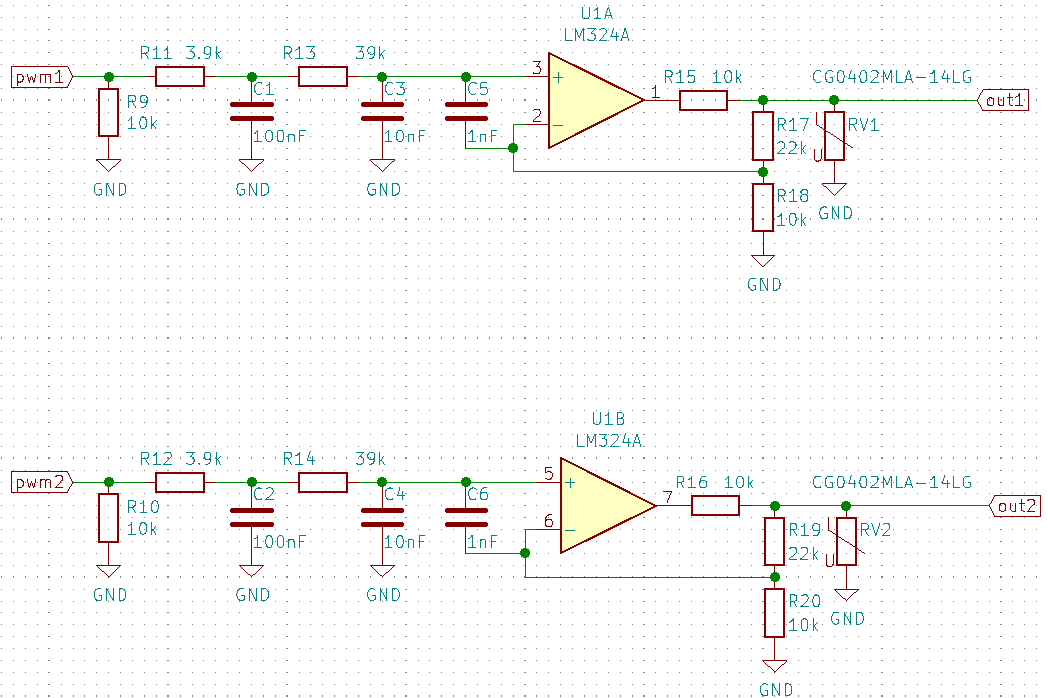 U1A
LM324A
R11 3.9k
R13 39k
R15 10k
CG0402MLA-14LG
pwm1
3
+
1
out1
R9
10k
C1
100nF
C3
10nF
C5
1nF
2
−
R17
22k
RV1
U
GND
GND
GND
R18
10k
GND
GND
U1B
LM324A
R12 3.9k
R14 39k
R16 10k
CG0402MLA-14LG
pwm2
5
+
7
out2
R10
10k
C2
100nF
C4
10nF
C6
1nF
6
−
R19
22k
RV2
U
GND
GND
GND
R20
10k
GND
GND